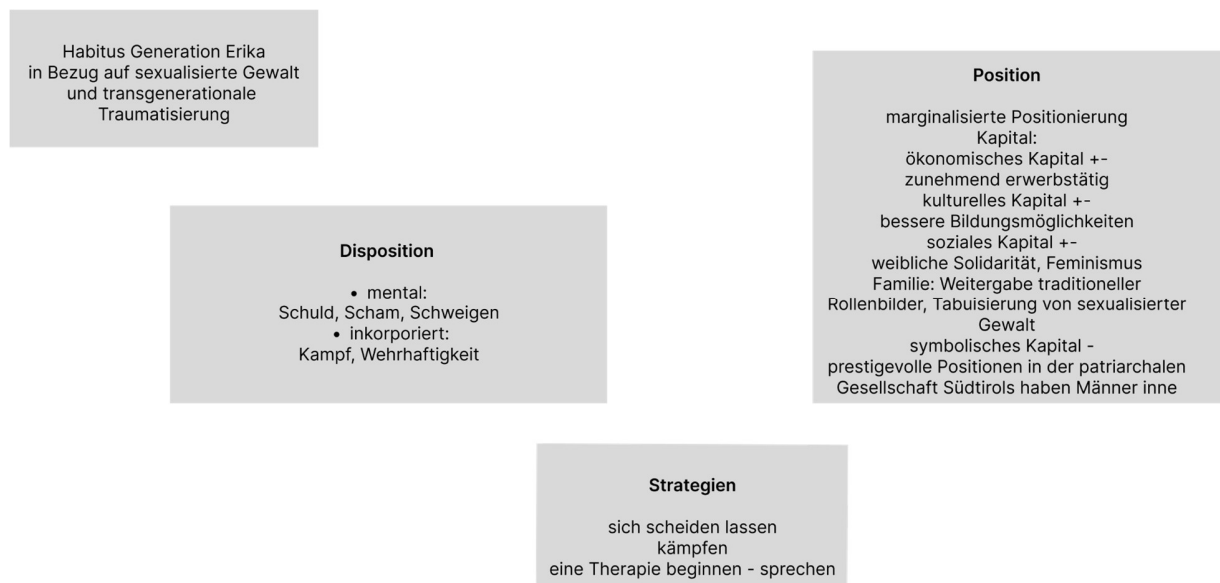 Habitus Generation Erika
in Bezug auf sexualisierte Gewalt
und transgenerationale
Traumatisierung
Disposition
• mental:
Schuld, Scham, Schweigen
• inkorporiert:
Kampf, Wehrhaftigkeit
Position
marginalisierte Positionierung
Kapital:
ökonomisches Kapital +-
zunehmend erwerbstätig
kulturelles Kapital +-
bessere Bildungsmöglichkeiten
soziales Kapital +-
weibliche Solidarität, Feminismus
Familie: Weitergabe traditioneller
Rollenbilder, Tabuisierung von sexualisierter
Gewalt
symbolisches Kapital -
prestigevolle Positionen in der patriarchalen
Gesellschaft Südtirols haben Männer inne
Strategien
sich scheiden lassen
kämpfen
eine Therapie beginnen - sprechen